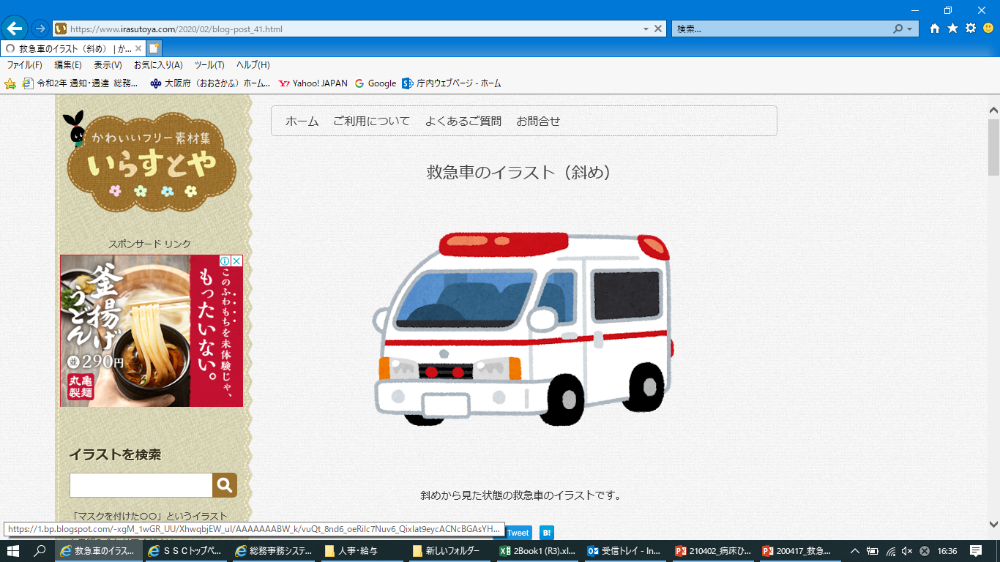 https://www.irasutoya.com/2020/02/blog-post_41.html
検索...
救急車のイラスト（斜め） | か...
ファイル(F) 編集(E) 表示(V) お気に入り(A) ツール(T) ヘルプ(H)
令和2年 通知・通達 総務...
大阪府（おおさかふ）ホーム...
Yahoo! JAPAN
Google
庁内ウェブページ - ホーム
かわいいフリー素材集
いらすとや
ホーム ご利用について よくあるご質問 お問合せ
救急車のイラスト（斜め）
スポンサード リンク
このふわもちを未体験じゃ、
もったいない。
釜揚げ
うどん
並290円
丸亀
製麺
イラストを検索
「マスクを付けた〇〇」というイラスト
斜めから見た状態の救急車のイラストです。
Tweet
B!
救急車のイラス...
ＳＳＣトップペ...
総務事務システ...
人事・給与
新しいフォルダー
2Book1 (R3).xl...
受信トレイ - In...
210402_病床ひ...
200417_救急...
16:36